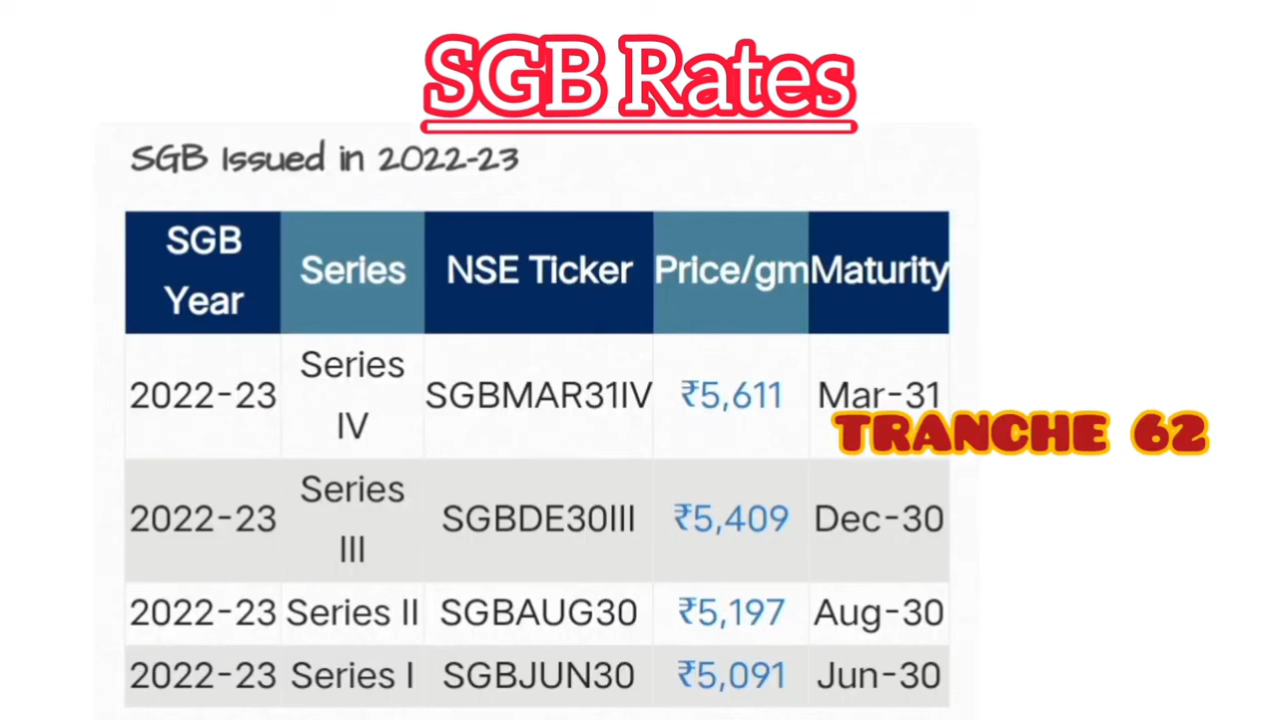 SGB Rates
SGB Issued in 2022-23
SGB Year Series NSE Ticker Price/gm Maturity
2022-23 Series IV SGBMAR31IV ₹5,611 Mar-31
TRANCHE 62
2022-23 Series III SGBDE30III ₹5,409 Dec-30
2022-23 Series II SGBAUG30 ₹5,197 Aug-30
2022-23 Series I SGBJUN30 ₹5,091 Jun-30